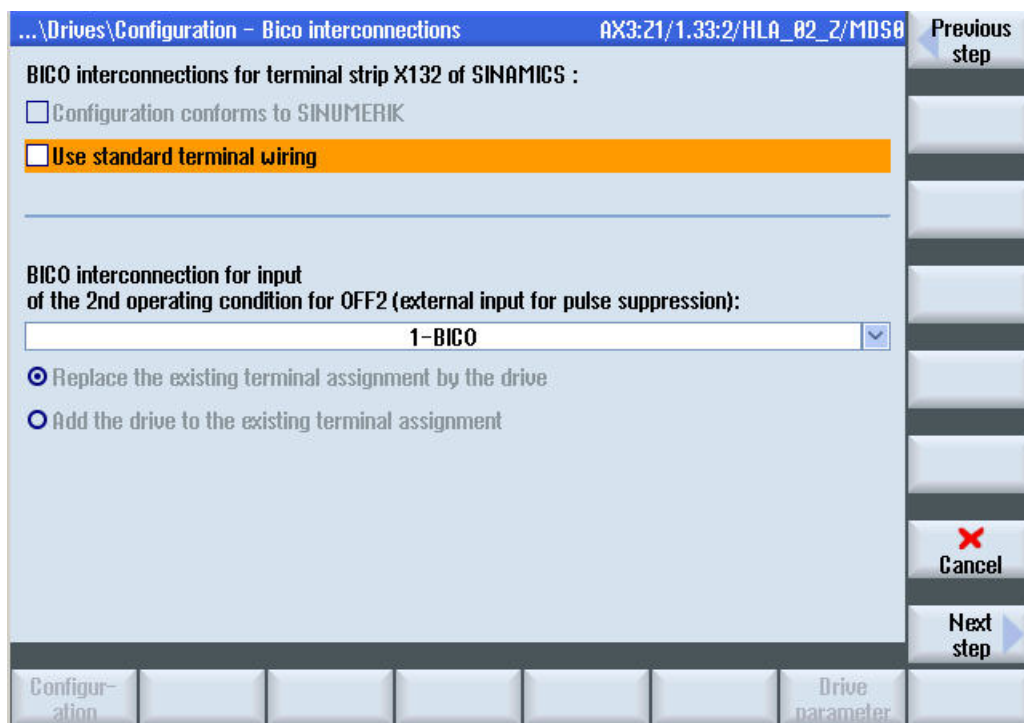 ...\Drives\Configuration - Bico interconnections
AX3:Z1/1.33:2/HLA_02_Z/MDS0
Previous
step
BICO interconnections for terminal strip X132 of SINAMICS :
Configuration conforms to SINUMERIK
Use standard terminal wiring
BICO interconnection for input
of the 2nd operating condition for OFF2 (external input for pulse suppression):
1-BICO
Replace the existing terminal assignment by the drive
Add the drive to the existing terminal assignment
Cancel
Next
step
Configur-
ation
Drive
parameter